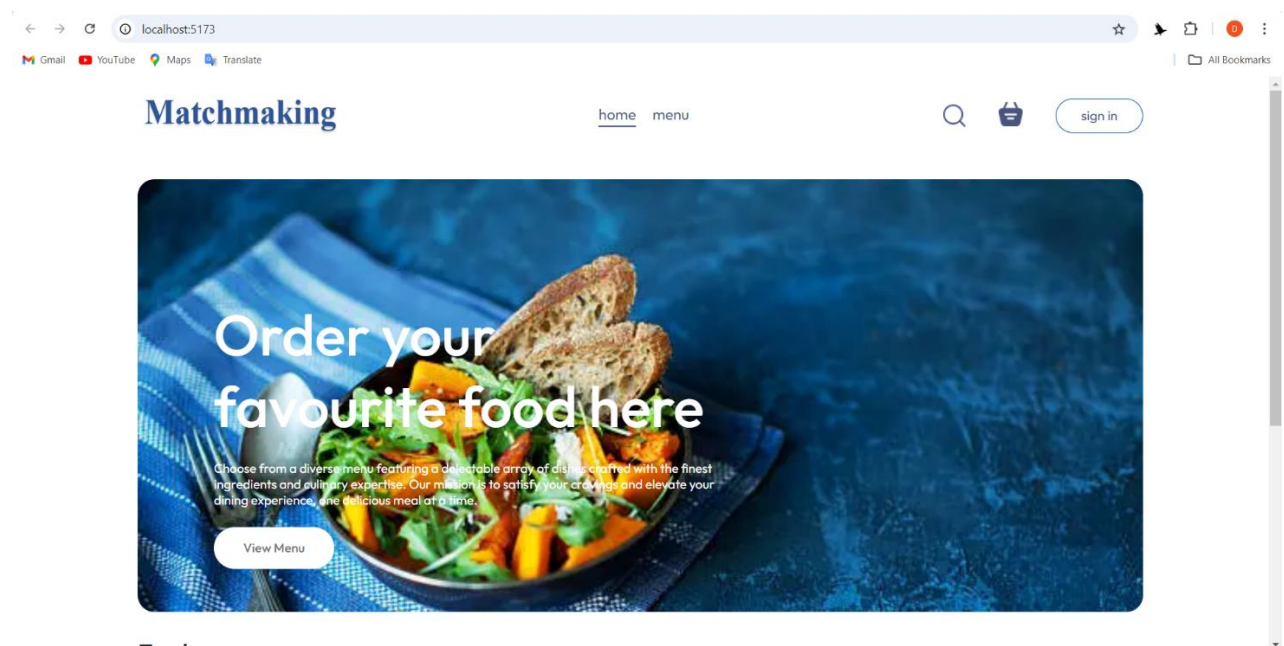 localhost:5173
Gmail YouTube Maps Translate All Bookmarks
Matchmaking home menu sign in
Order your
favourite food here
Choose from a diverse menu featuring a delectable array of dishes crafted with the finest
ingredients and culinary expertise. Our mission is to satisfy your cravings and elevate your
dining experience, one delicious meal at a time.
View Menu